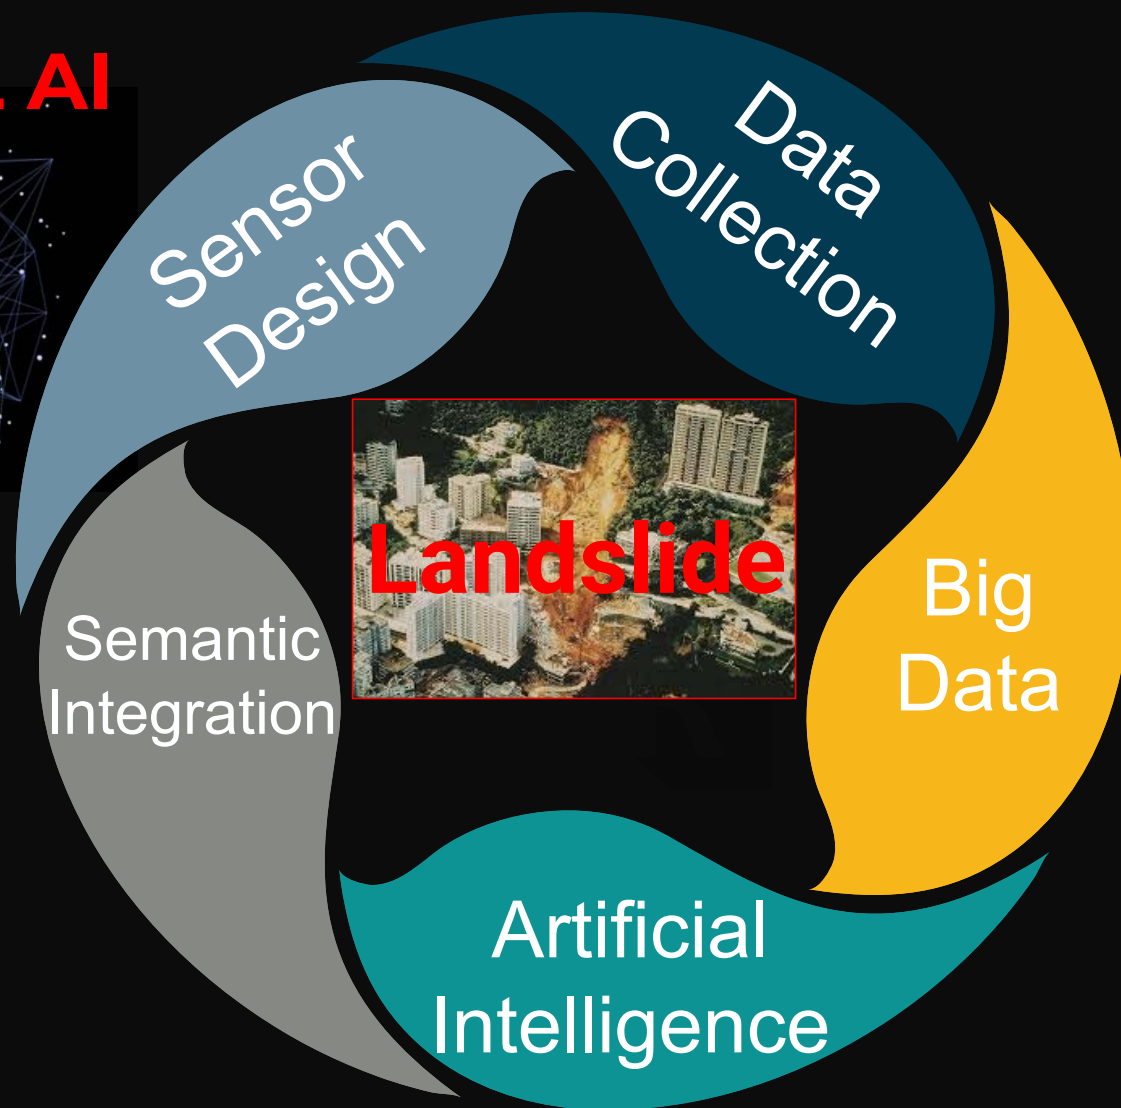 AI
Sensor
Design
Data
Collection
Landslide
Big
Data
Semantic
Integration
Artificial
Intelligence